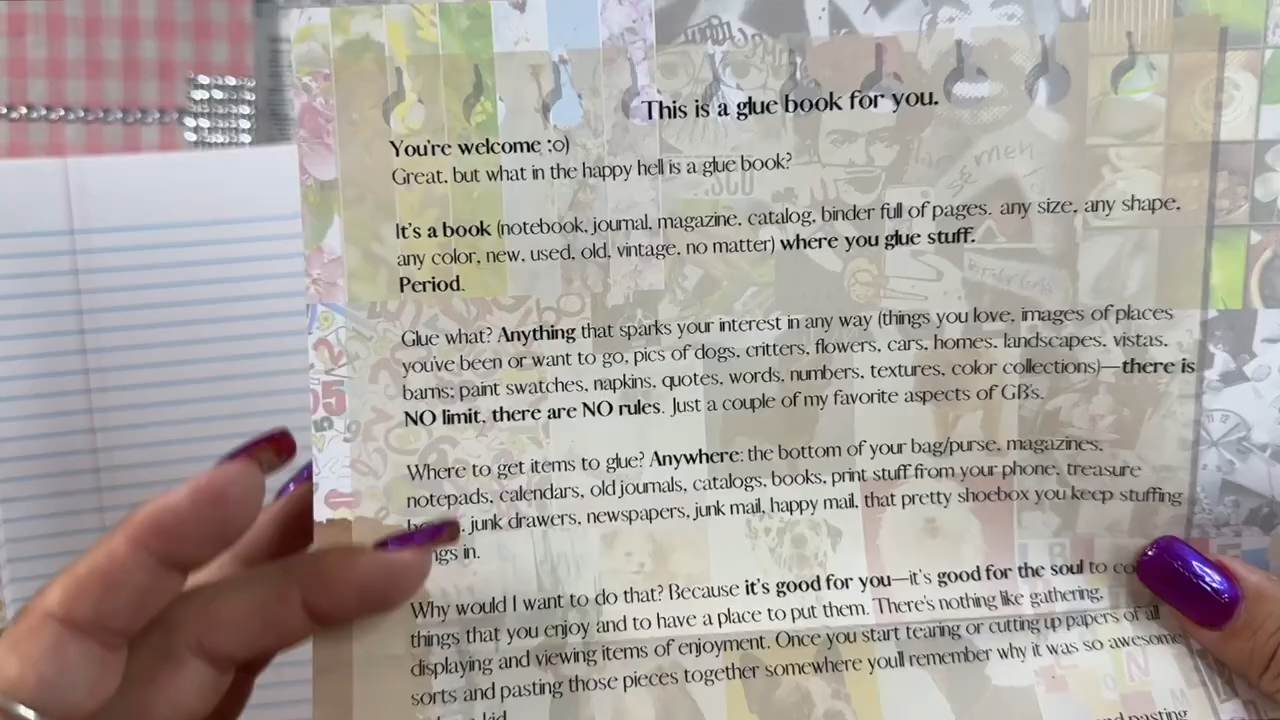 This is a glue book for you.
You're welcome :o)
Great, but what in the happy hell is a glue book?
It's a book (notebook, journal, magazine, catalog, binder full of pages, any size, any shape,
any color, new, used, old, vintage, no matter) where you glue stuff.
Period.
Glue what? Anything that sparks your interest in any way (things you love, images of places
you've been or want to go, pics of dogs, critters, flowers, cars, homes, landscapes, vistas,
barns; paint swatches, napkins, quotes, words, numbers, textures, color collections)—there is
NO limit, there are NO rules. Just a couple of my favorite aspects of GB's.
Where to get items to glue? Anywhere: the bottom of your bag/purse, magazines,
notepads, calendars, old journals, catalogs, books, print stuff from your phone, treasure
junk drawers, newspapers, junk mail, happy mail, that pretty shoebox you keep stuffing
in.
Why would I want to do that? Because it's good for you—it's good for the soul to
things that you enjoy and to have a place to put them. There's nothing like gathering,
displaying and viewing items of enjoyment. Once you start tearing or cutting up papers of all
sorts and pasting those pieces together somewhere youll remember why it was so awesome
kid
pasting